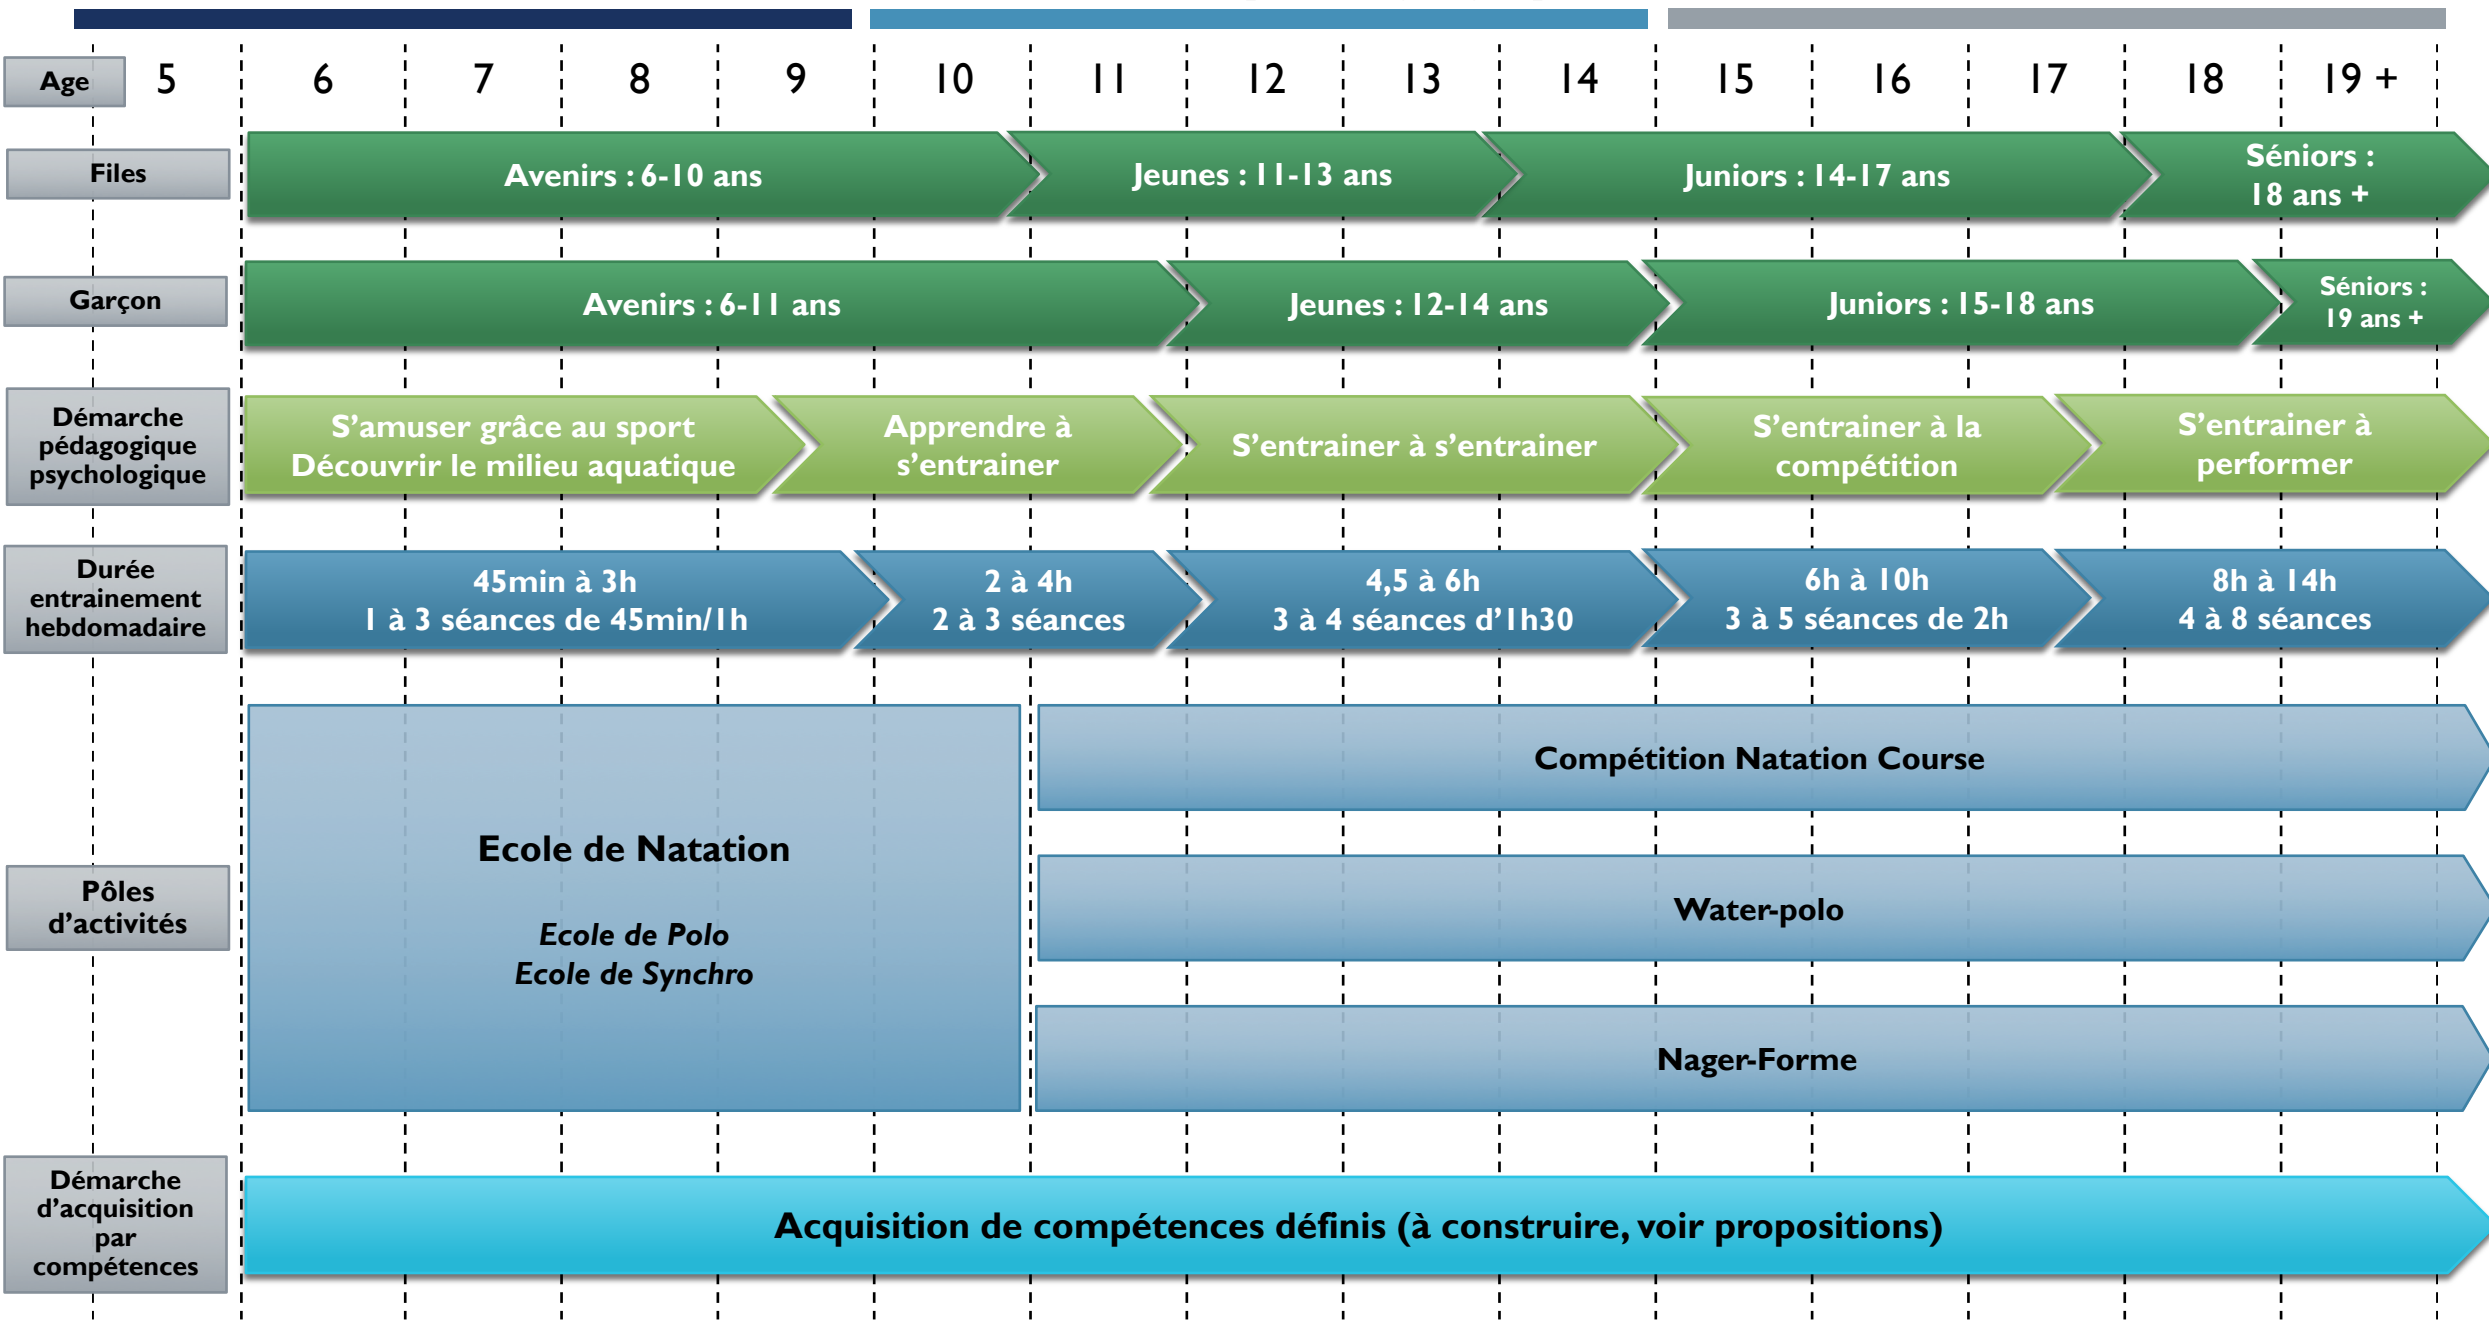 Age 5 6 7 8 9 10 11 12 13 14 15 16 17 18 19 +
Files
Avenirs : 6-10 ans
Jeunes : 11-13 ans
Juniors : 14-17 ans
Séniors :
18 ans +
Garçon
Avenirs : 6-11 ans
Jeunes : 12-14 ans
Juniors : 15-18 ans
Séniors :
19 ans +
Démarche
pédagogique
psychologique
S’amuser grâce au sport
Découvrir le milieu aquatique
Apprendre à
s’entrainer
S’entrainer à s’entrainer
S’entrainer à la
compétition
S’entrainer à
performer
Durée
entrainement
hebdomadaire
45min à 3h
1 à 3 séances de 45min/1h
2 à 4h
2 à 3 séances
4,5 à 6h
3 à 4 séances d’1h30
6h à 10h
3 à 5 séances de 2h
8h à 14h
4 à 8 séances
Pôles
d’activités
Ecole de Natation
Ecole de Polo
Ecole de Synchro
Compétition Natation Course
Water-polo
Nager-Forme
Démarche
d’acquisition
par
compétences
Acquisition de compétences définis (à construire, voir propositions)